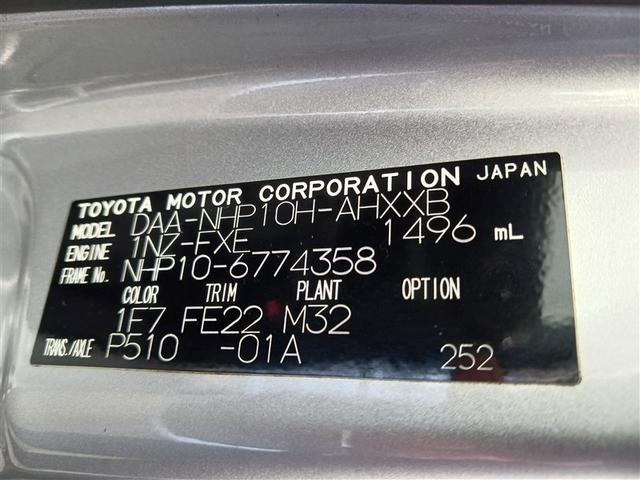 TOYOTA MOTOR CORPORATION JAPAN
MODEL DAA-NHP10H-AHXXB
ENGINE 1NZ-FXE 1496 mL
FRAME No. NHP10-6774358
COLOR TRIM PLANT OPTION
1F7 FE22 M32
TRANS./AXLE P510 -01A 252